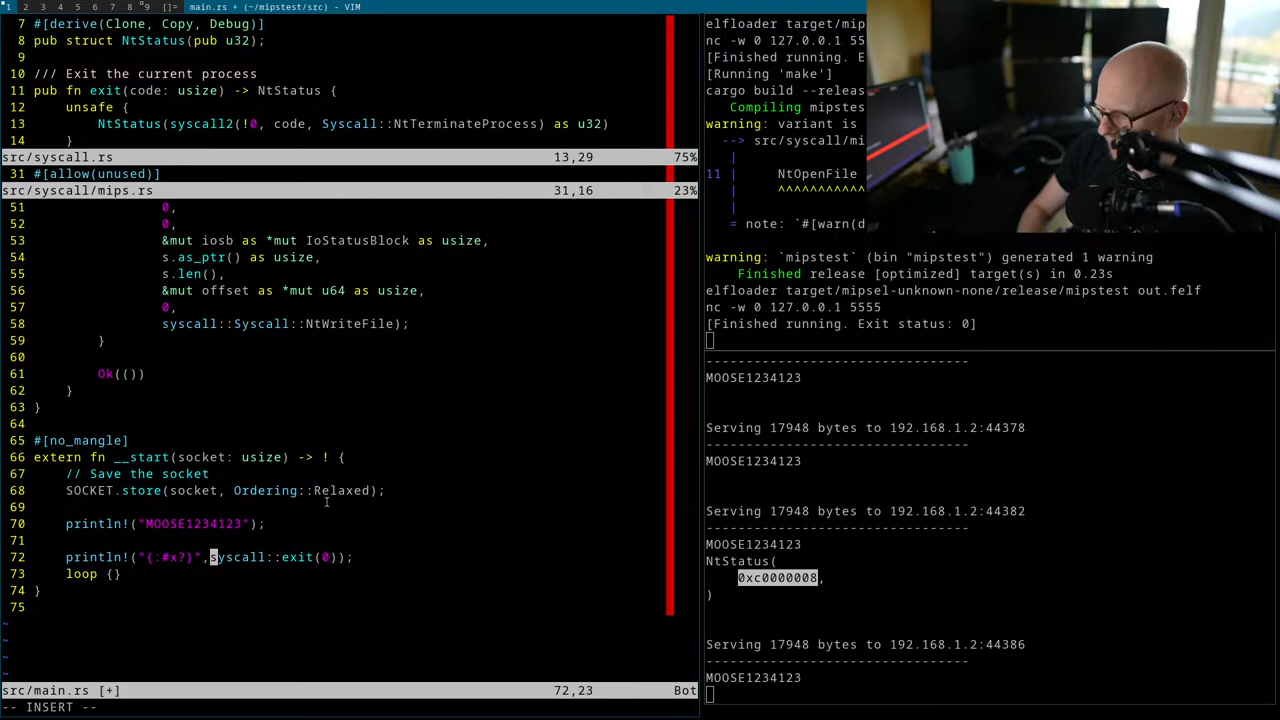 1 2 3 4 5 6 7 8 9 []= main.rs + (~/mipstest/src) - VIM
7 #[derive(Clone, Copy, Debug)]
8 pub struct NtStatus(pub u32);
9
10 /// Exit the current process
11 pub fn exit(code: usize) -> NtStatus {
12 unsafe {
13 NtStatus(syscall2(!0, code, Syscall::NtTerminateProcess) as u32)
14 }
src/syscall.rs 13,29 75%
31 #[allow(unused)]
src/syscall/mips.rs 31,16 23%
51 0,
52 0,
53 &mut iosb as *mut IoStatusBlock as usize,
54 s.as_ptr() as usize,
55 s.len(),
56 &mut offset as *mut u64 as usize,
57 0,
58 syscall::Syscall::NtWriteFile);
59 }
60
61 Ok(())
62 }
63 }
64
65 #[no_mangle]
66 extern fn __start(socket: usize) -> ! {
67 // Save the socket
68 SOCKET.store(socket, Ordering::Relaxed);
69
70 println!("MOOSE1234123");
71
72 println!("{:#x?}",syscall::exit(0));
73 loop {}
74 }
75
~
~
~
~
src/main.rs [+] 72,23 Bot
-- INSERT --
elfloader target/mip
nc -w 0 127.0.0.1 55
[Finished running. E
[Running 'make']
cargo build --releas
Compiling mipstes
warning: variant is
--> src/syscall/mi
|
11 | NtOpenFile
| ^^^^^^^^^^
|
= note: `#[warn(d
warning: `mipstest` (bin "mipstest") generated 1 warning
Finished release [optimized] target(s) in 0.23s
elfloader target/mipsel-unknown-none/release/mipstest out.felf
nc -w 0 127.0.0.1 5555
[Finished running. Exit status: 0]
---------------------------------
MOOSE1234123
Serving 17948 bytes to 192.168.1.2:44378
---------------------------------
MOOSE1234123
Serving 17948 bytes to 192.168.1.2:44382
---------------------------------
MOOSE1234123
NtStatus(
0xc0000008,
)
Serving 17948 bytes to 192.168.1.2:44386
---------------------------------
MOOSE1234123